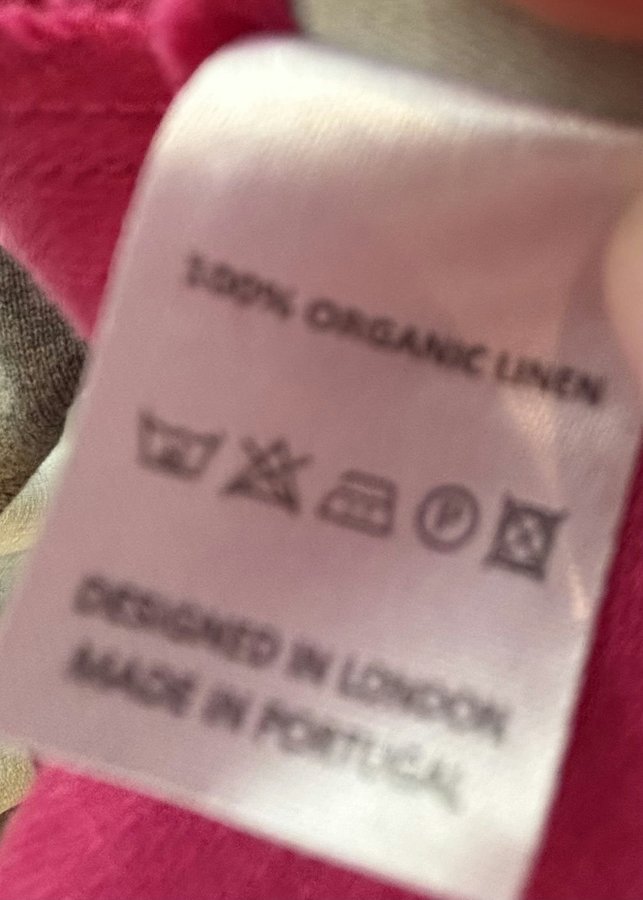 100% ORGANIC LINEN
P
DESIGNED IN LONDON
MADE IN PORTUGAL